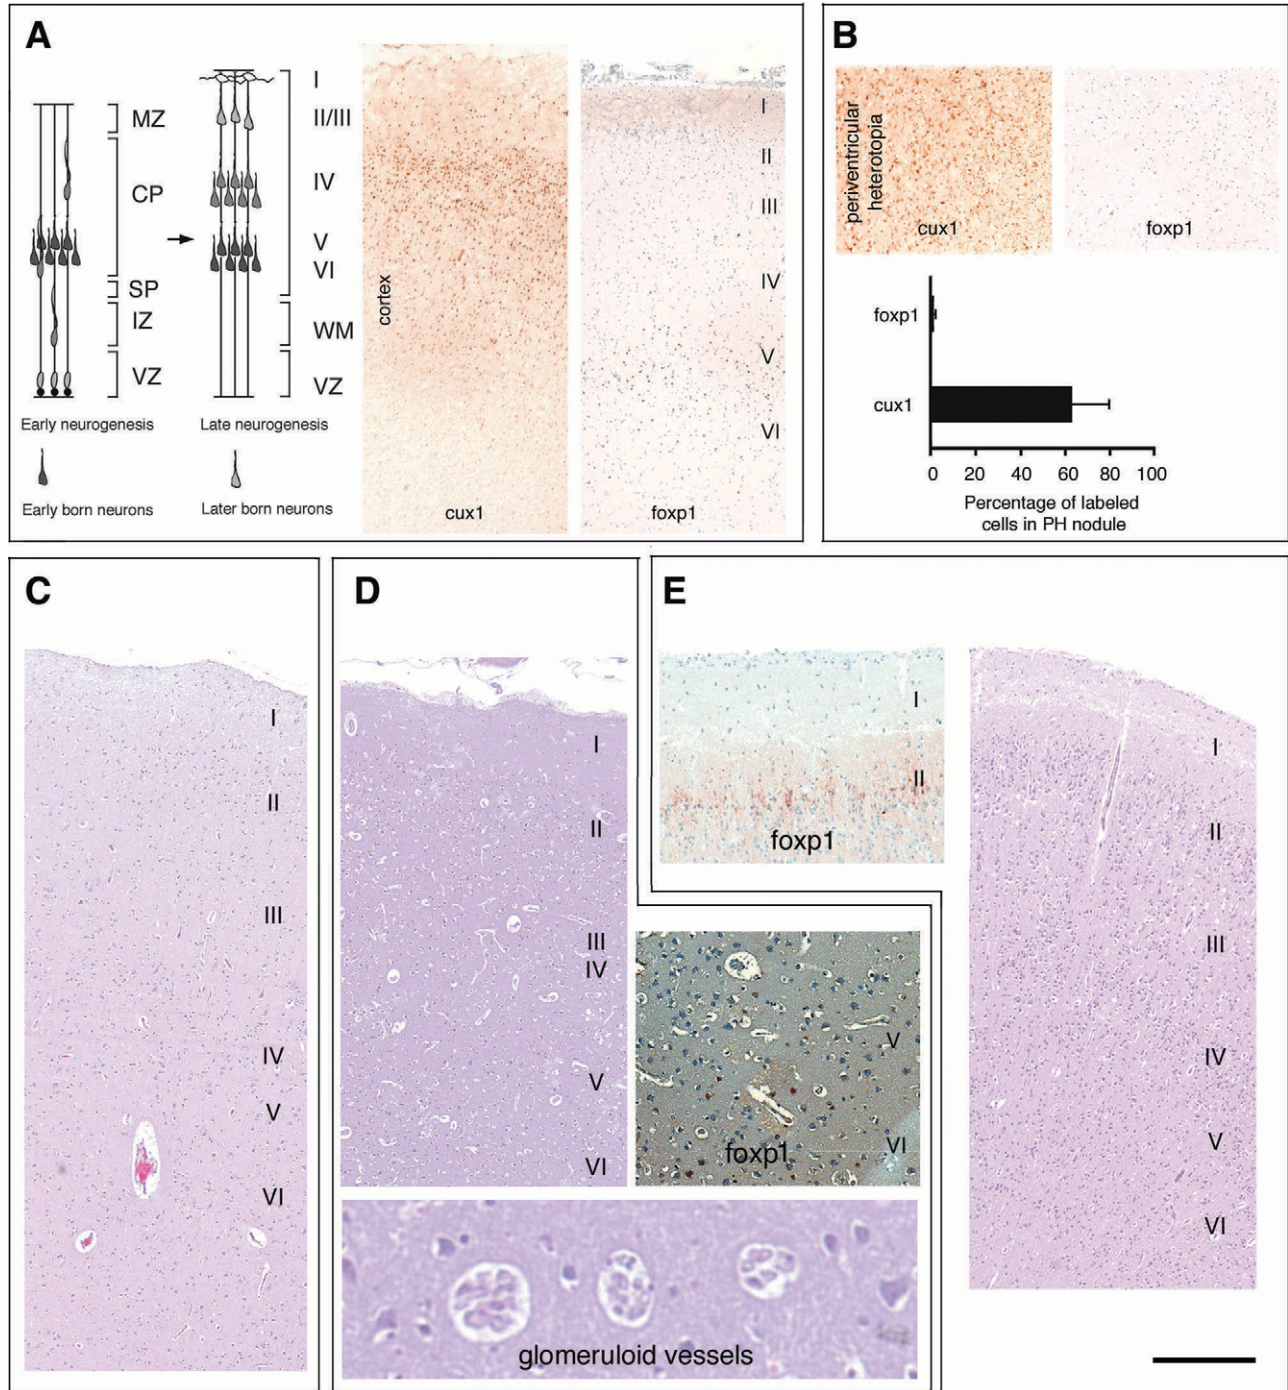 A
MZ
CP
SP
IZ
VZ
Early neurogenesis
Early born neurons
I
II/III
IV
V
VI
WM
VZ
Late neurogenesis
Later born neurons
cortex
cux1
I
II
III
IV
V
VI
foxp1
B
periventricular
heterotopia
cux1
foxp1
foxp1
cux1
0 20 40 60 80 100
Percentage of labeled
cells in PH nodule
C
I
II
III
IV
V
VI
D
I
II
III
IV
V
VI
V
foxp1
VI
glomeruloid vessels
E
I
II
foxp1
I
II
III
IV
V
VI